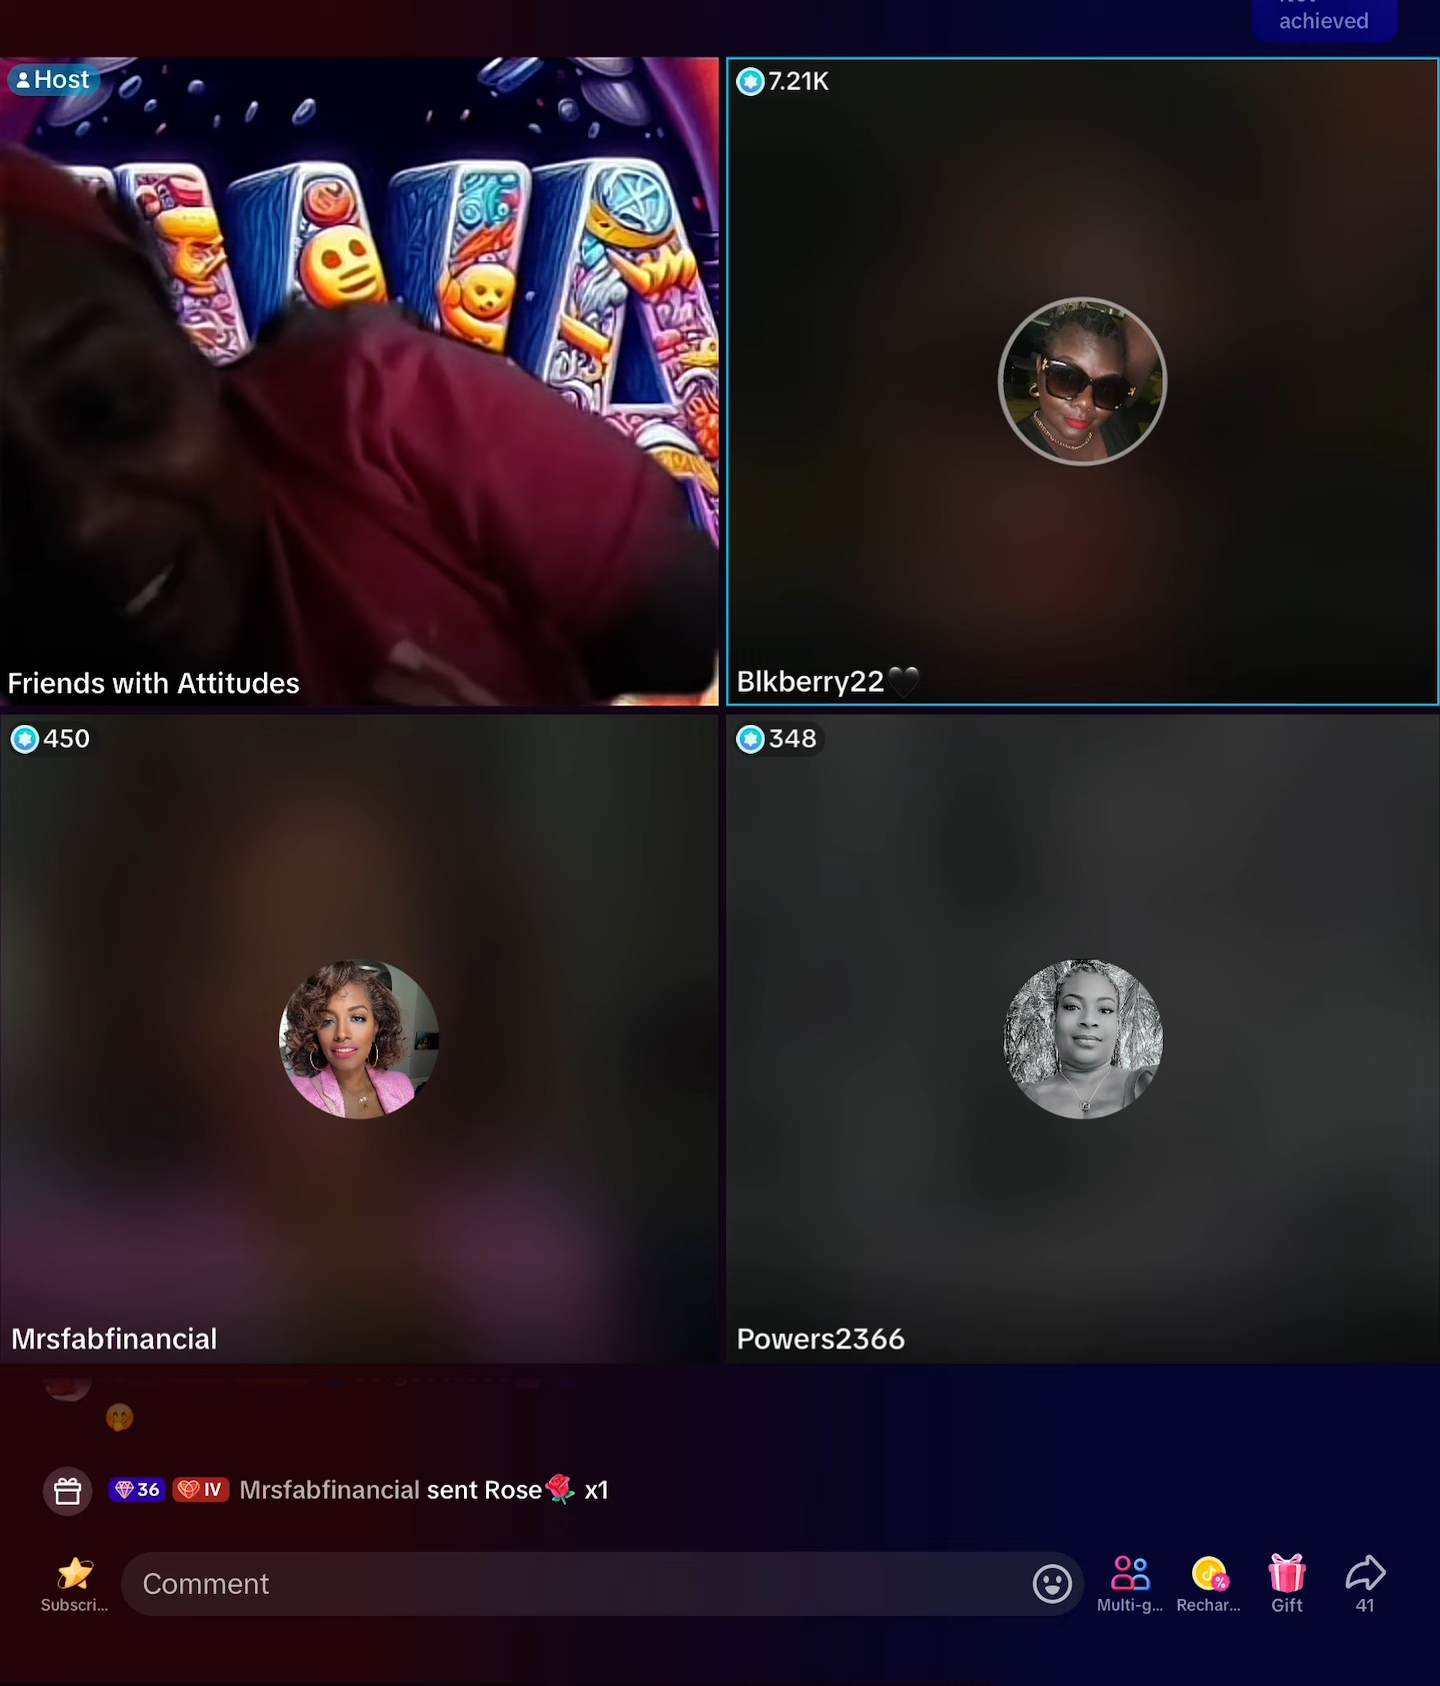 achieved
Host
7.21K
Friends with Attitudes
Blkberry22🖤
450
348
Mrsfabfinancial
Powers2366
36 IV Mrsfabfinancial sent Rose🌹 x1
Comment
Subscri...
Multi-g...
Rechar...
Gift
41